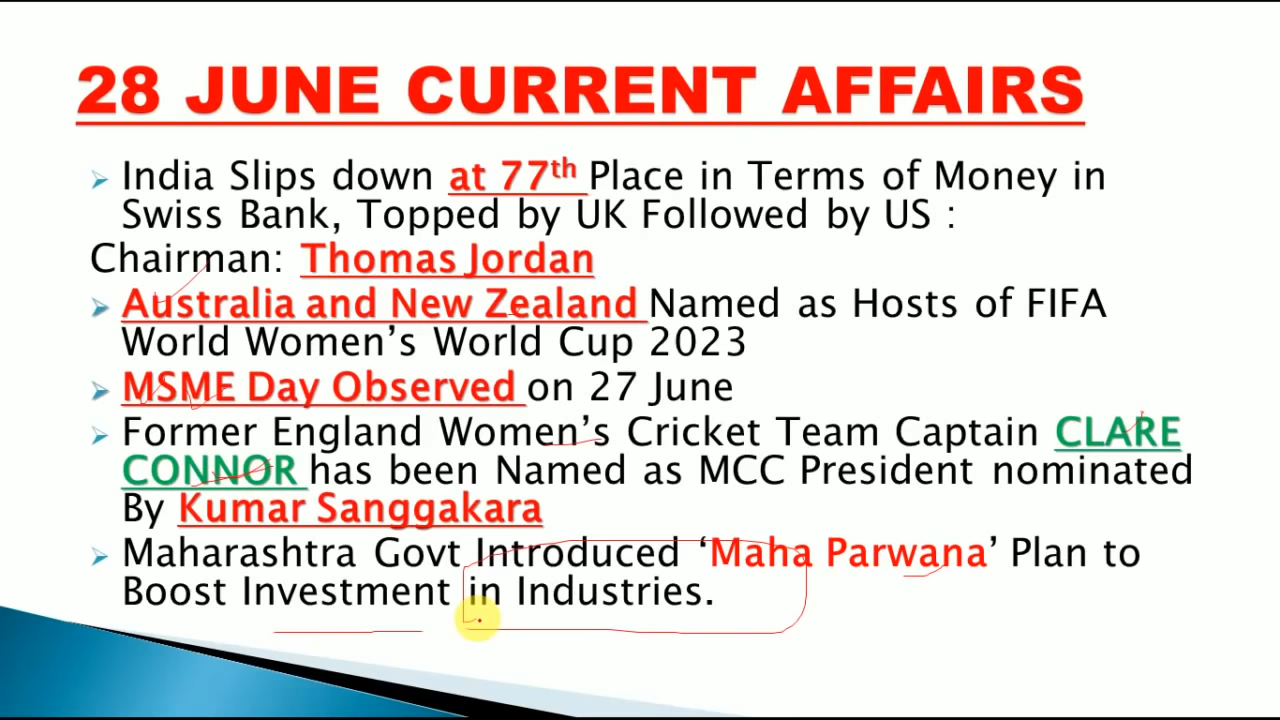 28 JUNE CURRENT AFFAIRS
India Slips down at 77th Place in Terms of Money in
Swiss Bank, Topped by UK Followed by US :
Chairman: Thomas Jordan
Australia and New Zealand Named as Hosts of FIFA
World Women’s World Cup 2023
MSME Day Observed on 27 June
Former England Women’s Cricket Team Captain CLARE
CONNOR has been Named as MCC President nominated
By Kumar Sanggakara
Maharashtra Govt Introduced ‘Maha Parwana’ Plan to
Boost Investment in Industries.